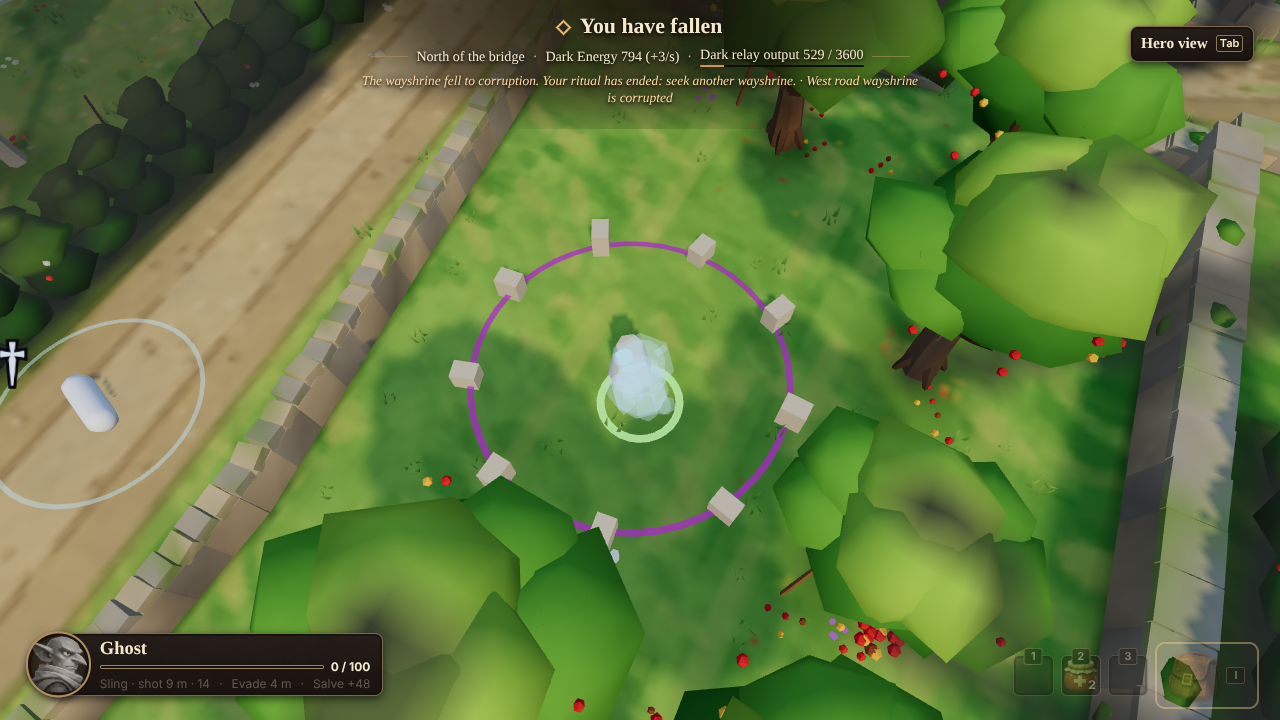 You have fallen
North of the bridge · Dark Energy 794 (+3/s) · Dark relay output 529 / 3600
The wayshrine fell to corruption. Your ritual has ended: seek another wayshrine. · West road wayshrine
is corrupted
Hero view Tab
Ghost
0 / 100
Sling · shot 9 m · 14 · Evade 4 m · Salve +48
1 2 3
2
I